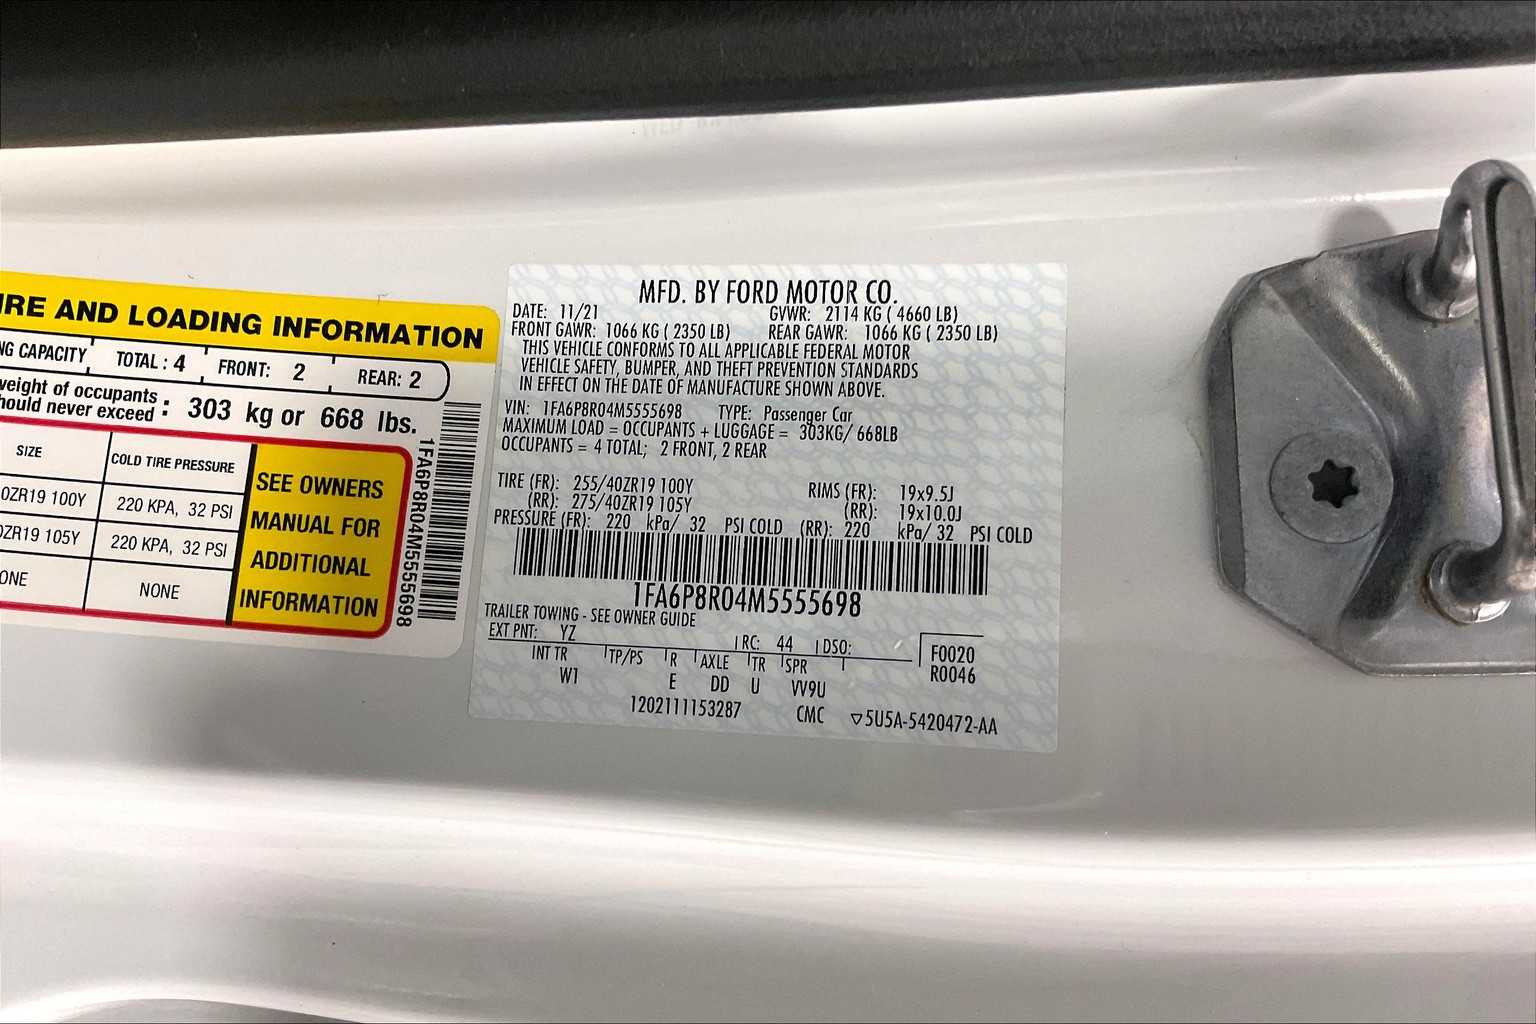 IRE AND LOADING INFORMATION
NG CAPACITY TOTAL : 4 FRONT: 2 REAR: 2
weight of occupants
hould never exceed : 303 kg or 668 lbs.
SIZE COLD TIRE PRESSURE
0ZR19 100Y 220 KPA, 32 PSI
0ZR19 105Y 220 KPA, 32 PSI
ONE NONE
SEE OWNERS
MANUAL FOR
ADDITIONAL
INFORMATION
1FA6P8R04M5555698
MFD. BY FORD MOTOR CO.
DATE: 11/21 GVWR: 2114 KG ( 4660 LB)
FRONT GAWR: 1066 KG ( 2350 LB) REAR GAWR: 1066 KG ( 2350 LB)
THIS VEHICLE CONFORMS TO ALL APPLICABLE FEDERAL MOTOR
VEHICLE SAFETY, BUMPER, AND THEFT PREVENTION STANDARDS
IN EFFECT ON THE DATE OF MANUFACTURE SHOWN ABOVE.
VIN: 1FA6P8R04M5555698 TYPE: Passenger Car
MAXIMUM LOAD = OCCUPANTS + LUGGAGE = 303KG/ 668LB
OCCUPANTS = 4 TOTAL; 2 FRONT, 2 REAR
TIRE (FR): 255/40ZR19 100Y RIMS (FR): 19x9.5J
(RR): 275/40ZR19 105Y (RR): 19x10.0J
PRESSURE (FR): 220 kPa/ 32 PSI COLD (RR): 220 kPa/ 32 PSI COLD
1FA6P8R04M5555698
TRAILER TOWING - SEE OWNER GUIDE
EXT PNT: YZ RC: 44 DSO: F0020
INT TR TP/PS R AXLE TR SPR R0046
W1 E DD U VV9U
1202111153287 CMC ▽5U5A-5420472-AA